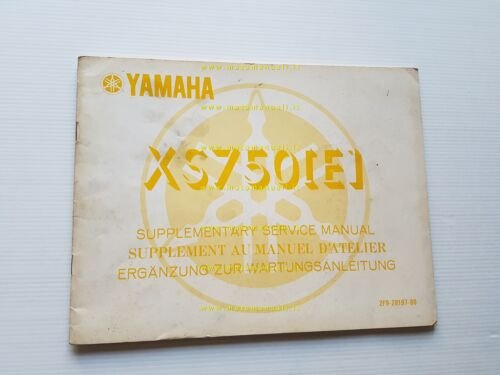 YAMAHA
XS750[E]
SUPPLEMENTARY SERVICE MANUAL
SUPPLEMENT AU MANUEL D'ATELIER
ERGÄNZUNG ZUR WARTUNGSANLEITUNG